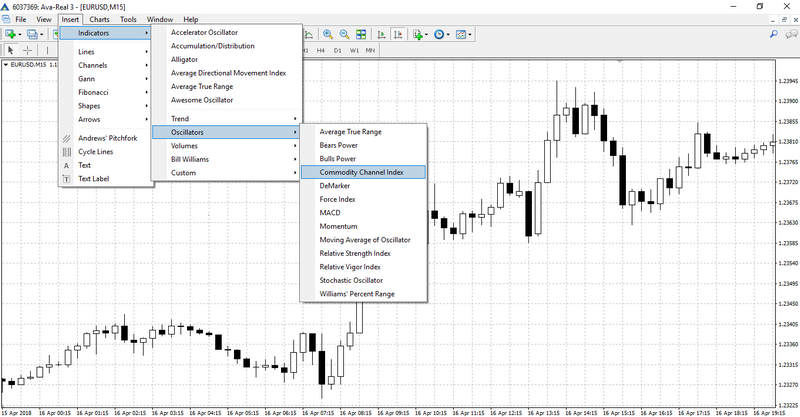 6037369: Ava-Real 3 - [EURUSD,M15]
File View Insert Charts Tools Window Help
Indicators
Lines
Channels
Gann
Fibonacci
Shapes
Arrows
Andrews' Pitchfork
Cycle Lines
A Text
T Text Label
Accelerator Oscillator
Accumulation/Distribution
Alligator
Average Directional Movement Index
Average True Range
Awesome Oscillator
Trend
Oscillators
Volumes
Bill Williams
Custom
Average True Range
Bears Power
Bulls Power
Commodity Channel Index
DeMarker
Force Index
MACD
Momentum
Moving Average of Oscillator
Relative Strength Index
Relative Vigor Index
Stochastic Oscillator
Williams' Percent Range
H1 H4 D1 W1 MN
EURUSD,M15 1.1
1.23945
1.23855
1.23810
1.23765
1.23720
1.23675
1.23630
1.23585
1.23540
1.23495
1.23450
1.23405
1.23360
1.23315
1.23270
1.23225
15 Apr 2018
16 Apr 00:15
16 Apr 01:15
16 Apr 02:15
16 Apr 03:15
16 Apr 04:15
16 Apr 05:15
16 Apr 06:15
16 Apr 07:15
16 Apr 08:15
16 Apr 09:15
16 Apr 10:15
16 Apr 11:15
16 Apr 12:15
16 Apr 13:15
16 Apr 14:15
16 Apr 15:15
16 Apr 16:15
16 Apr 17:15
16 Apr 18:15
16 Apr 19:15